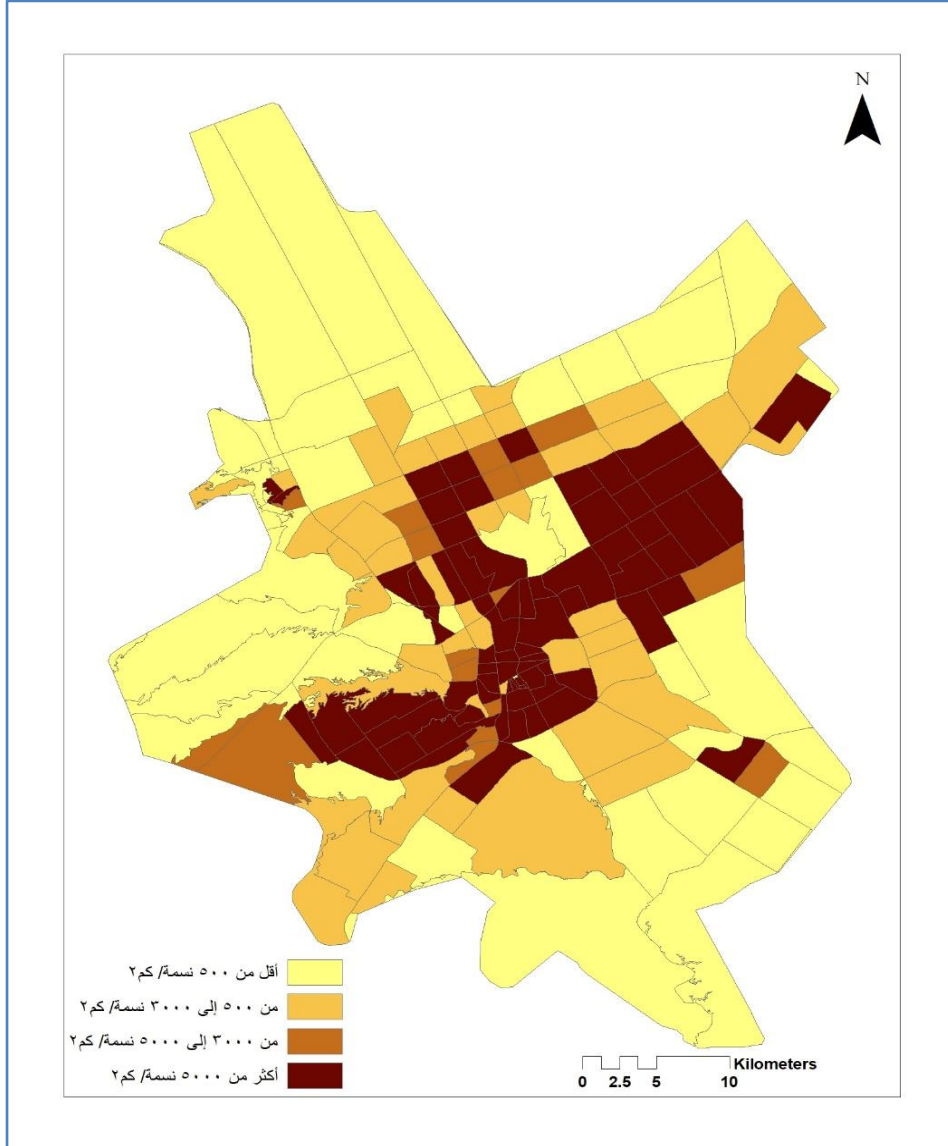 N
أقل من ٥٠٠ نسمة/ كم٢
من ٥٠٠ إلى ٣٠٠٠ نسمة/ كم٢
من ٣٠٠٠ إلى ٥٠٠٠ نسمة/ كم٢
أكثر من ٥٠٠٠ نسمة/ كم٢
Kilometers
0 2.5 5 10